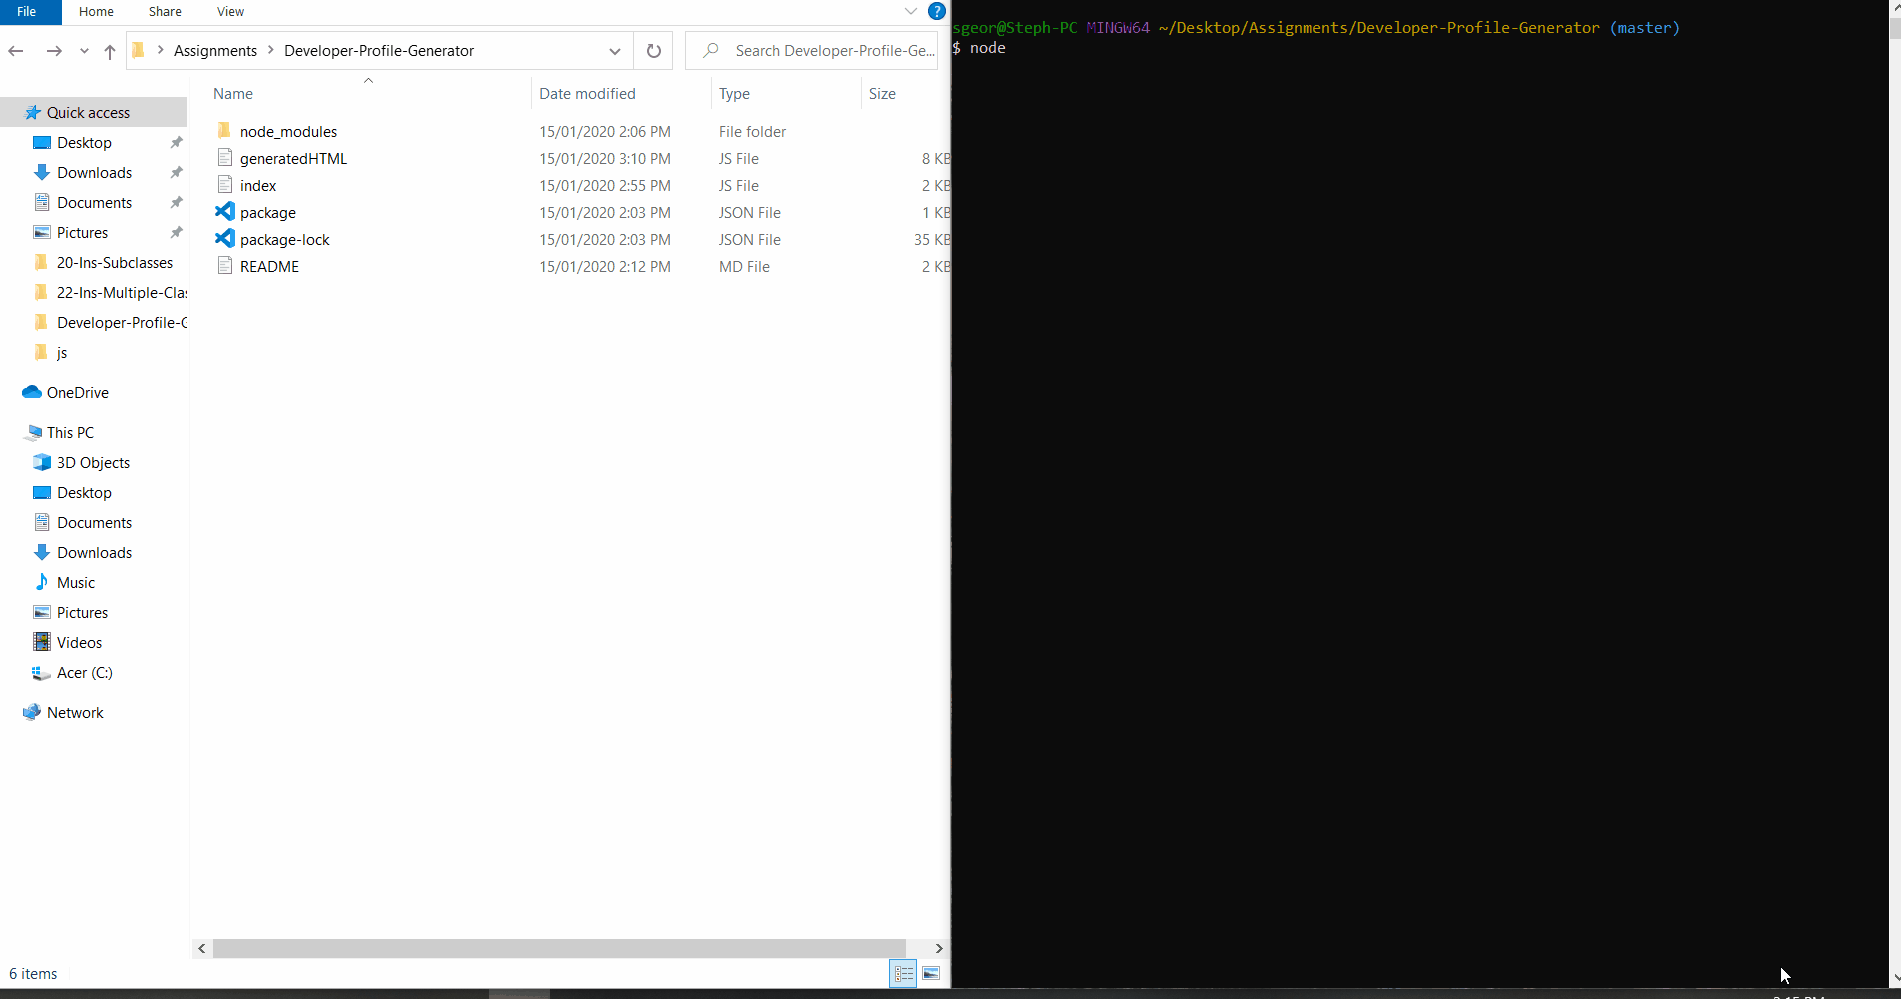 File Home Share View
?
Assignments Developer-Profile-Generator
Search Developer-Profile-Ge...
Name Date modified Type Size
Quick access
Desktop
Downloads
Documents
Pictures
20-Ins-Subclasses
22-Ins-Multiple-Clas
Developer-Profile-G
js
OneDrive
This PC
3D Objects
Desktop
Documents
Downloads
Music
Pictures
Videos
Acer (C:)
Network
node_modules 15/01/2020 2:06 PM File folder
generatedHTML 15/01/2020 3:10 PM JS File 8 KB
index 15/01/2020 2:55 PM JS File 2 KB
package 15/01/2020 2:03 PM JSON File 1 KB
package-lock 15/01/2020 2:03 PM JSON File 35 KB
README 15/01/2020 2:12 PM MD File 2 KB
6 items
sgeor@Steph-PC MINGW64 ~/Desktop/Assignments/Developer-Profile-Generator (master)
$ node